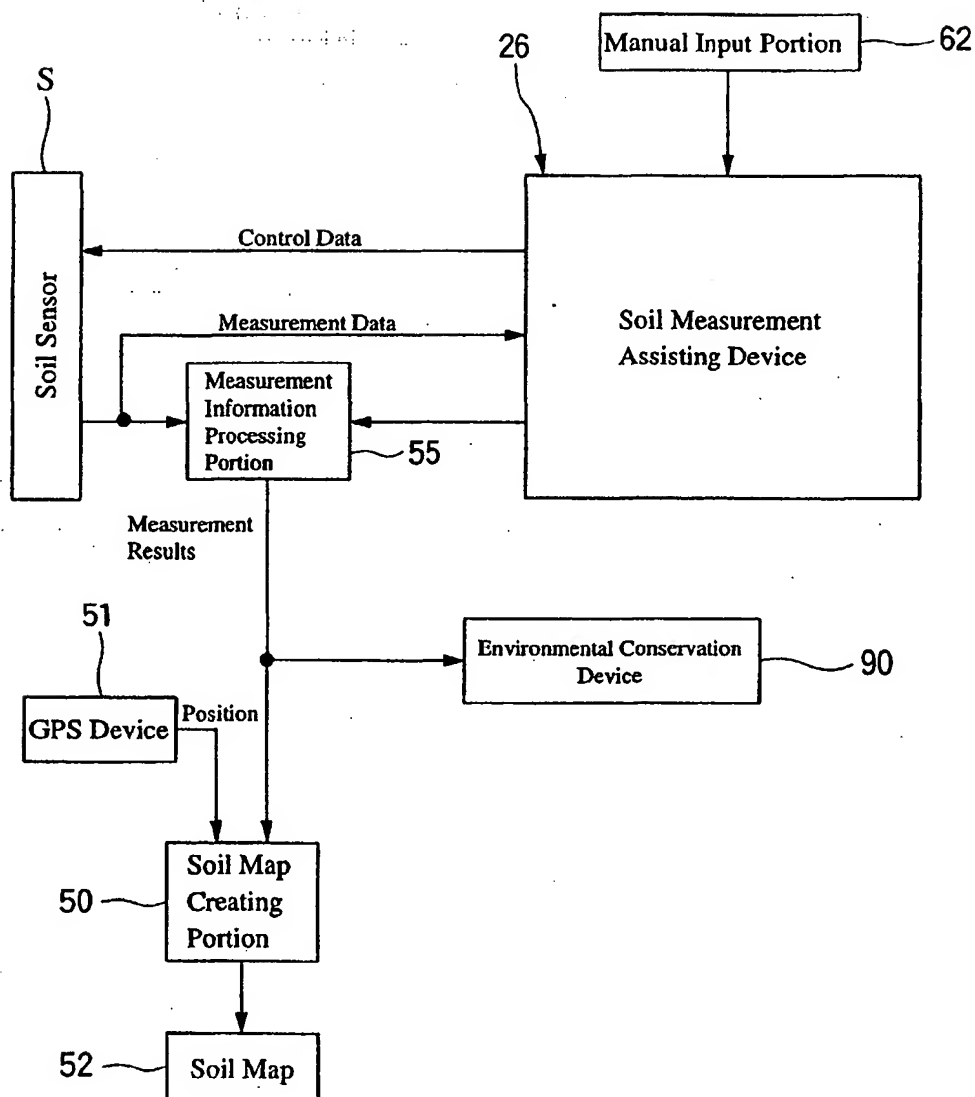 Manual Input Portion
62
26
S
Control Data
Soil Sensor
Measurement Data
Soil Measurement
Assisting Device
Measurement
Information
Processing
Portion
55
Measurement
Results
51
Environmental Conservation
Device
90
GPS Device
Position
Soil Map
Creating
Portion
50
52
Soil Map